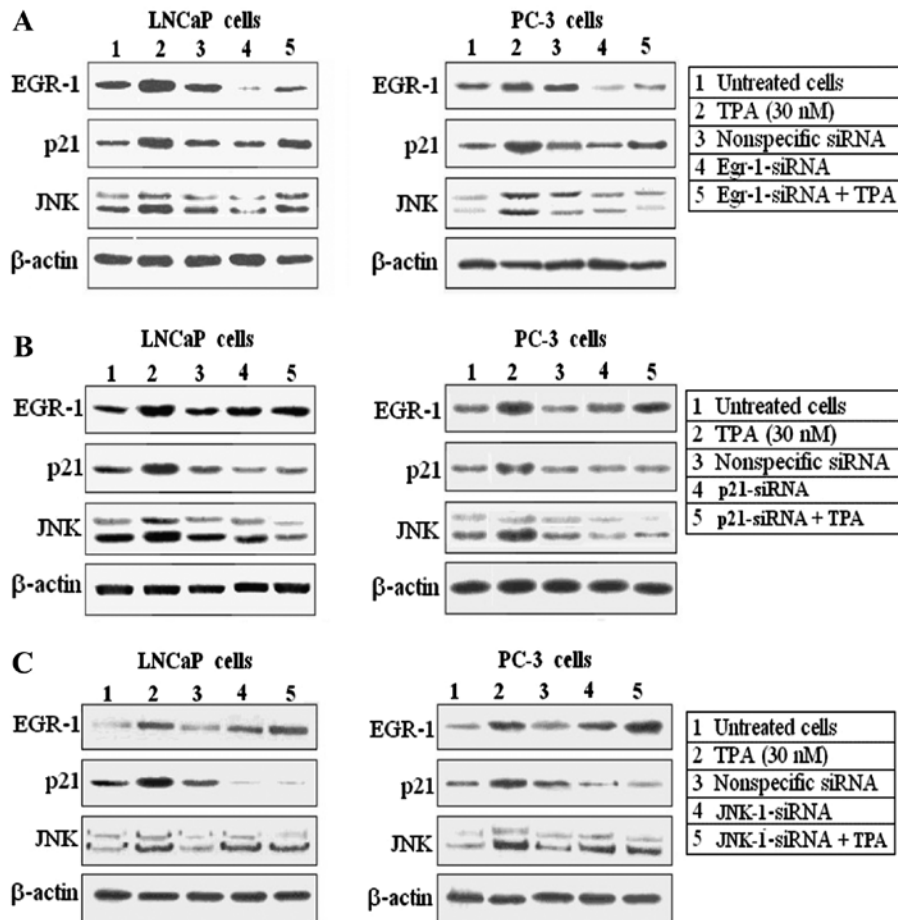 A
LNCaP cells
PC-3 cells
1 2 3 4 5
1 2 3 4 5
EGR-1
EGR-1
p21
p21
JNK
JNK
β-actin
β-actin
1 Untreated cells
2 TPA (30 nM)
3 Nonspecific siRNA
4 Egr-1-siRNA
5 Egr-1-siRNA + TPA
B
LNCaP cells
PC-3 cells
1 2 3 4 5
1 2 3 4 5
EGR-1
EGR-1
p21
p21
JNK
JNK
β-actin
β-actin
1 Untreated cells
2 TPA (30 nM)
3 Nonspecific siRNA
4 p21-siRNA
5 p21-siRNA + TPA
C
LNCaP cells
PC-3 cells
1 2 3 4 5
1 2 3 4 5
EGR-1
EGR-1
p21
p21
JNK
JNK
β-actin
β-actin
1 Untreated cells
2 TPA (30 nM)
3 Nonspecific siRNA
4 JNK-1-siRNA
5 JNK-1-siRNA + TPA